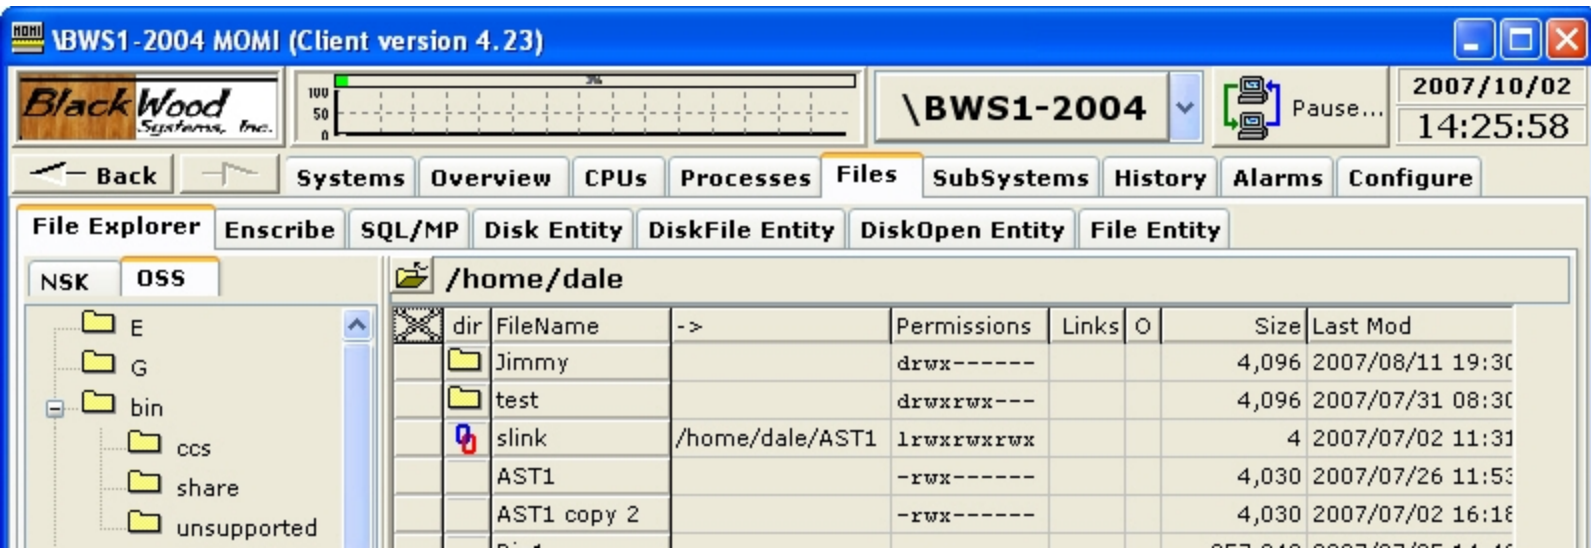 MOMI \BWS1-2004 MOMI (Client version 4.23)
BlackWood Systems, Inc.
3%
100
50
0
\BWS1-2004
Pause...
2007/10/02
14:25:58
Back Systems Overview CPUs Processes Files SubSystems History Alarms Configure
File Explorer Enscribe SQL/MP Disk Entity DiskFile Entity DiskOpen Entity File Entity
NSK OSS
/home/dale
E
G
bin
ccs
share
unsupported
dir FileName -> Permissions Links O Size Last Mod
Jimmy drwx------ 4,096 2007/08/11 19:30
test drwxrwx--- 4,096 2007/07/31 08:30
slink /home/dale/AST1 lrwxrwxrwx 4 2007/07/02 11:31
AST1 -rwx------ 4,030 2007/07/26 11:53
AST1 copy 2 -rwx------ 4,030 2007/07/02 16:18